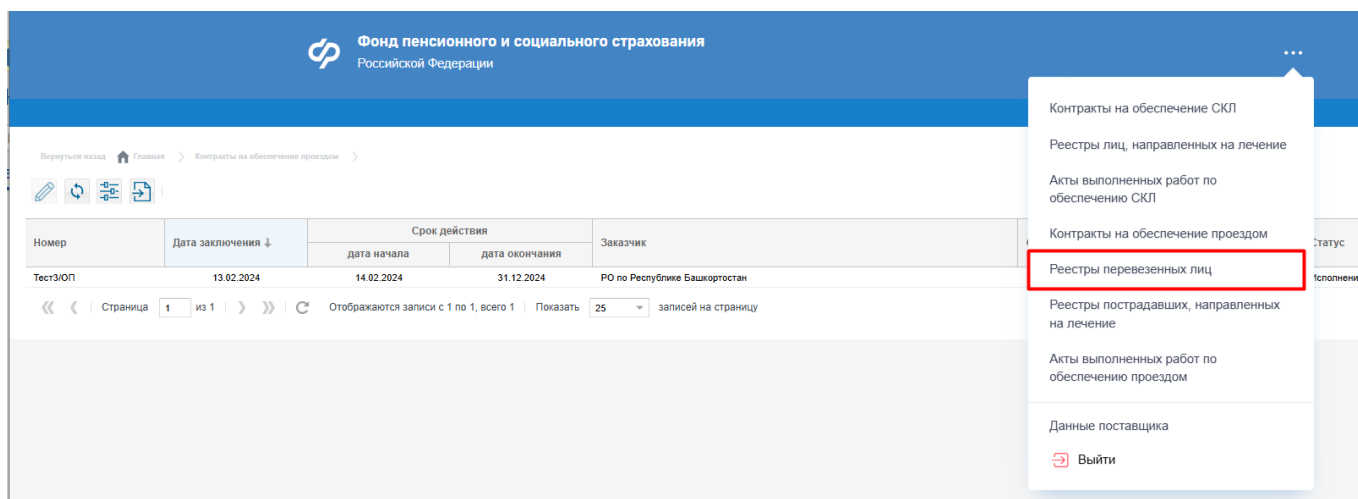 Фонд пенсионного и социального страхования
Российской Федерации
...
Вернуться назад Главная Контракты на обеспечение проездом
Номер Дата заключения ↓ Срок действия Заказчик Статус
дата начала дата окончания
Тест3/ОП 13.02.2024 14.02.2024 31.12.2024 РО по Республике Башкортостан
Страница 1 из 1 Отображаются записи с 1 по 1, всего 1 Показать 25 записей на страницу
Контракты на обеспечение СКЛ
Реестры лиц, направленных на лечение
Акты выполненных работ по
обеспечению СКЛ
Контракты на обеспечение проездом
Реестры перевезенных лиц
Реестры пострадавших, направленных
на лечение
Акты выполненных работ по
обеспечению проездом
Данные поставщика
Выйти